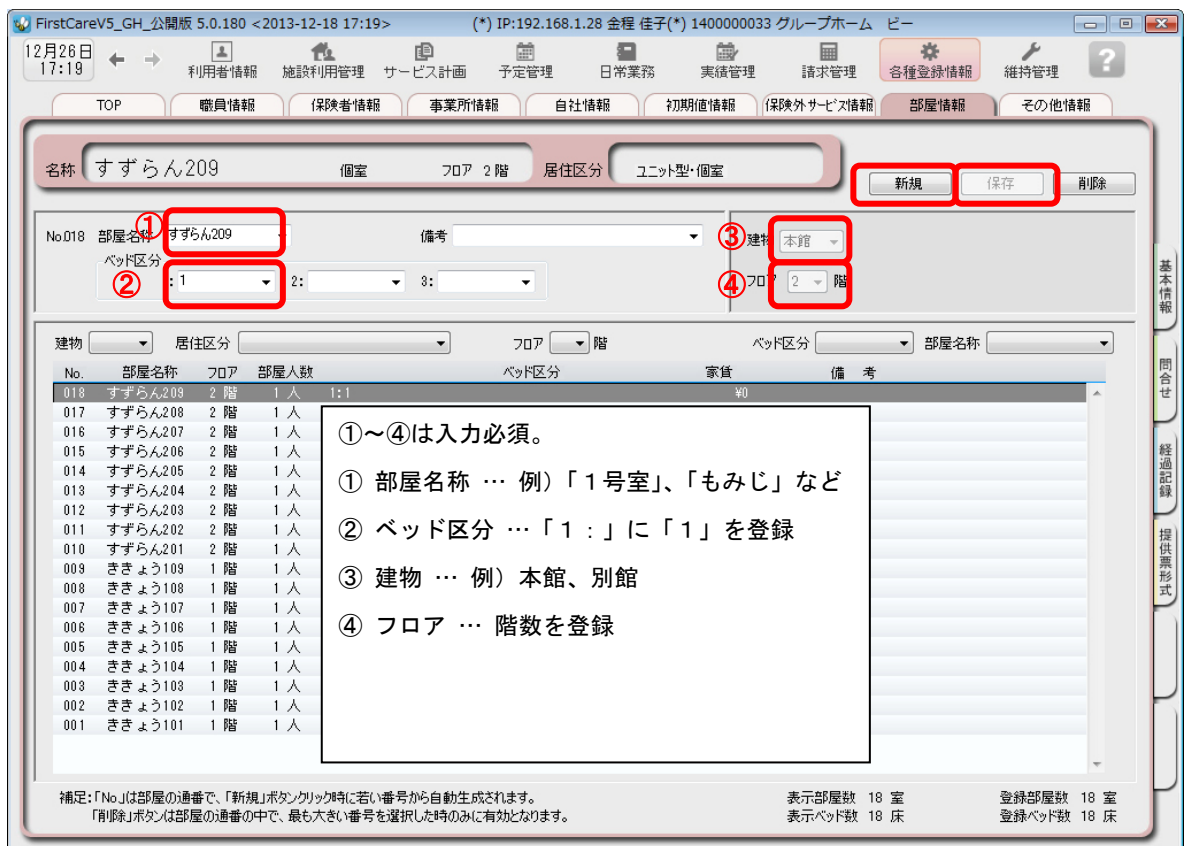 FirstCareV5_GH_公開版 5.0.180 <2013-12-18 17:19> (*) IP:192.168.1.28 金程 佳子(*) 1400000033 グループホーム ビー
12月26日
17:19
利用者情報 施設利用管理 サービス計画 予定管理 日常業務 実績管理 請求管理 各種登録情報 維持管理 ?
TOP 職員情報 保険者情報 事業所情報 自社情報 初期値情報 保険外サービス情報 部屋情報 その他情報
名称 すずらん209 個室 フロア 2 階 居住区分 ユニット型・個室
新規 保存 削除
No.018 部屋名称 ① すずらん209 備考 ③ 建物 本館
ベッド区分
② : 1 2: 3: ④ フロア 2 階
建物 居住区分 フロア 階 ベッド区分 部屋名称
No. 部屋名称 フロア 部屋人数 ベッド区分 家賃 備 考
018 すずらん209 2 階 1 人 1:1 ¥0
017 すずらん208 2 階 1 人
016 すずらん207 2 階 1 人
015 すずらん206 2 階 1 人
014 すずらん205 2 階 1 人
013 すずらん204 2 階 1 人
012 すずらん203 2 階 1 人
011 すずらん202 2 階 1 人
010 すずらん201 2 階 1 人
009 ききょう109 1 階 1 人
008 ききょう108 1 階 1 人
007 ききょう107 1 階 1 人
006 ききょう106 1 階 1 人
005 ききょう105 1 階 1 人
004 ききょう104 1 階 1 人
003 ききょう103 1 階 1 人
002 ききょう102 1 階 1 人
001 ききょう101 1 階 1 人
①～④は入力必須。
① 部屋名称 … 例）「１号室」、「もみじ」など
② ベッド区分 …「１：」に「１」を登録
③ 建物 … 例）本館、別館
④ フロア … 階数を登録
基本情報
問合せ
経過記録
提供票形式
補足:「No.」は部屋の通番で、「新規」ボタンクリック時に若い番号から自動生成されます。
「削除」ボタンは部屋の通番の中で、最も大きい番号を選択した時のみに有効となります。
表示部屋数 18 室 登録部屋数 18 室
表示ベッド数 18 床 登録ベッド数 18 床